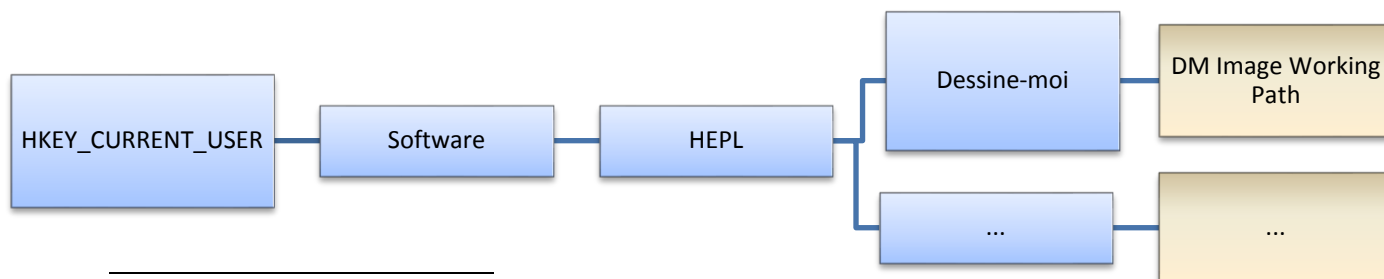 HKEY_CURRENT_USER
Software
HEPL
Dessine-moi
DM Image Working
Path
...
...